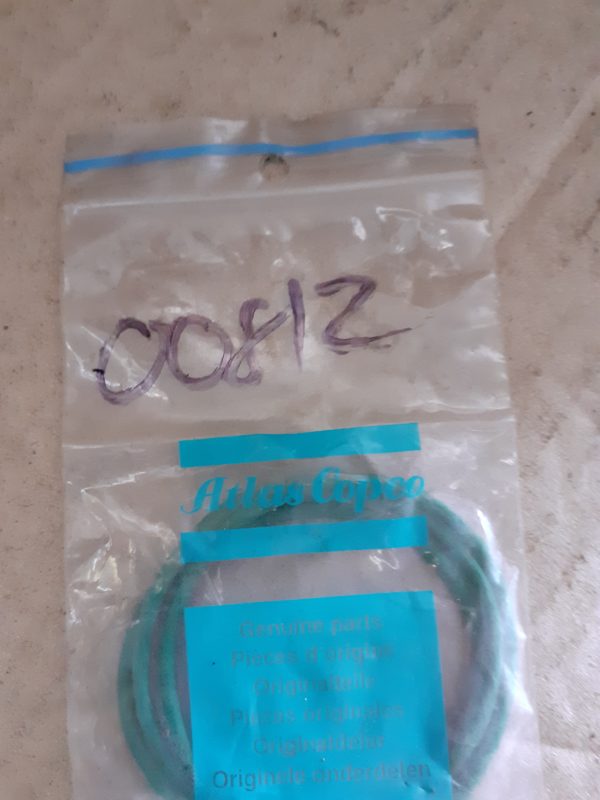 00812
Atlas Copco
Genuine parts
Pièces d'origine
Originalteile
Piezas originales
Originaldelar
Originele onderdelen